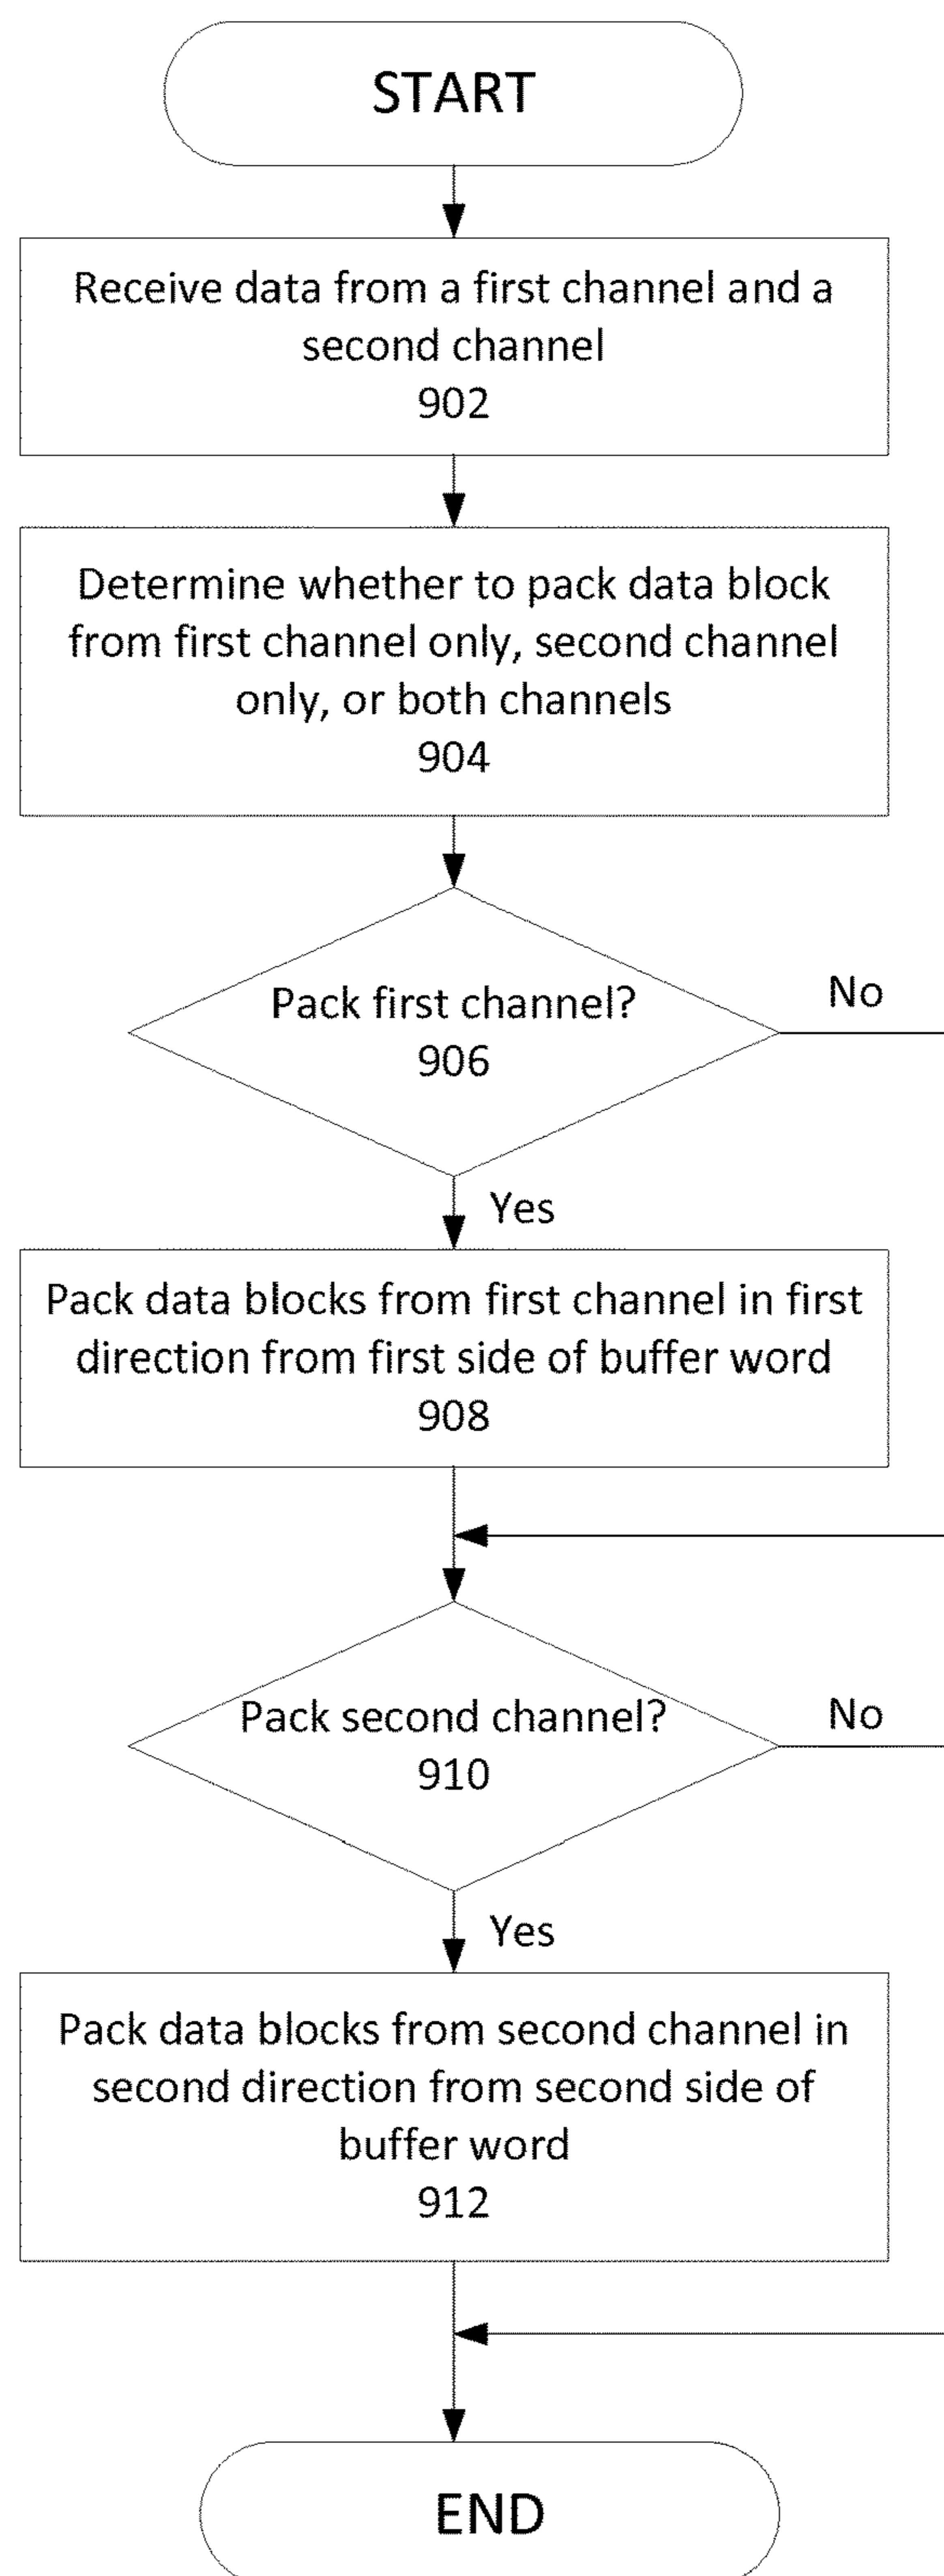 START
Receive data from a first channel and a
second channel
902
Determine whether to pack data block
from first channel only, second channel
only, or both channels
904
Pack first channel?
906
No
Yes
Pack data blocks from first channel in first
direction from first side of buffer word
908
Pack second channel?
910
No
Yes
Pack data blocks from second channel in
second direction from second side of
buffer word
912
END